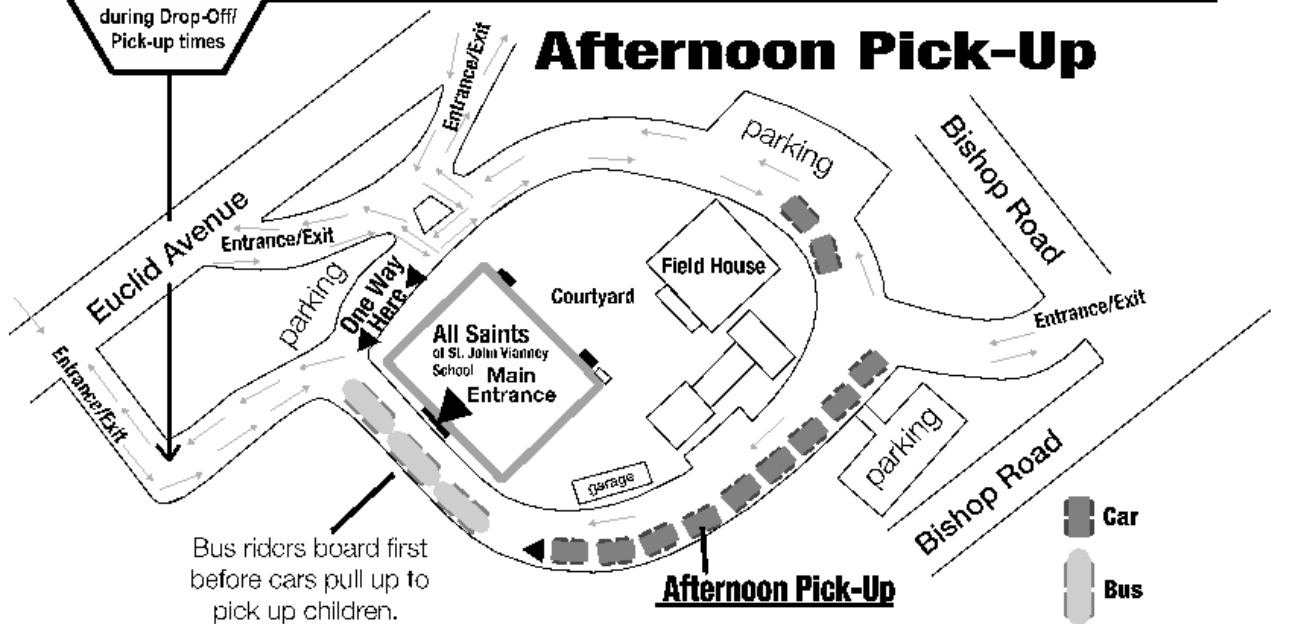 during Drop-Off/
Pick-up times
Afternoon Pick-Up
Entrance/Exit
parking
Bishop Road
Euclid Avenue
Entrance/Exit
parking
One Way
Here
Field House
Courtyard
All Saints
of St. John Vianney
School
Main
Entrance
Entrance/Exit
Entrance/Exit
parking
garage
Bishop Road
Car
Bus
Bus riders board first
before cars pull up to
pick up children.
Afternoon Pick-Up